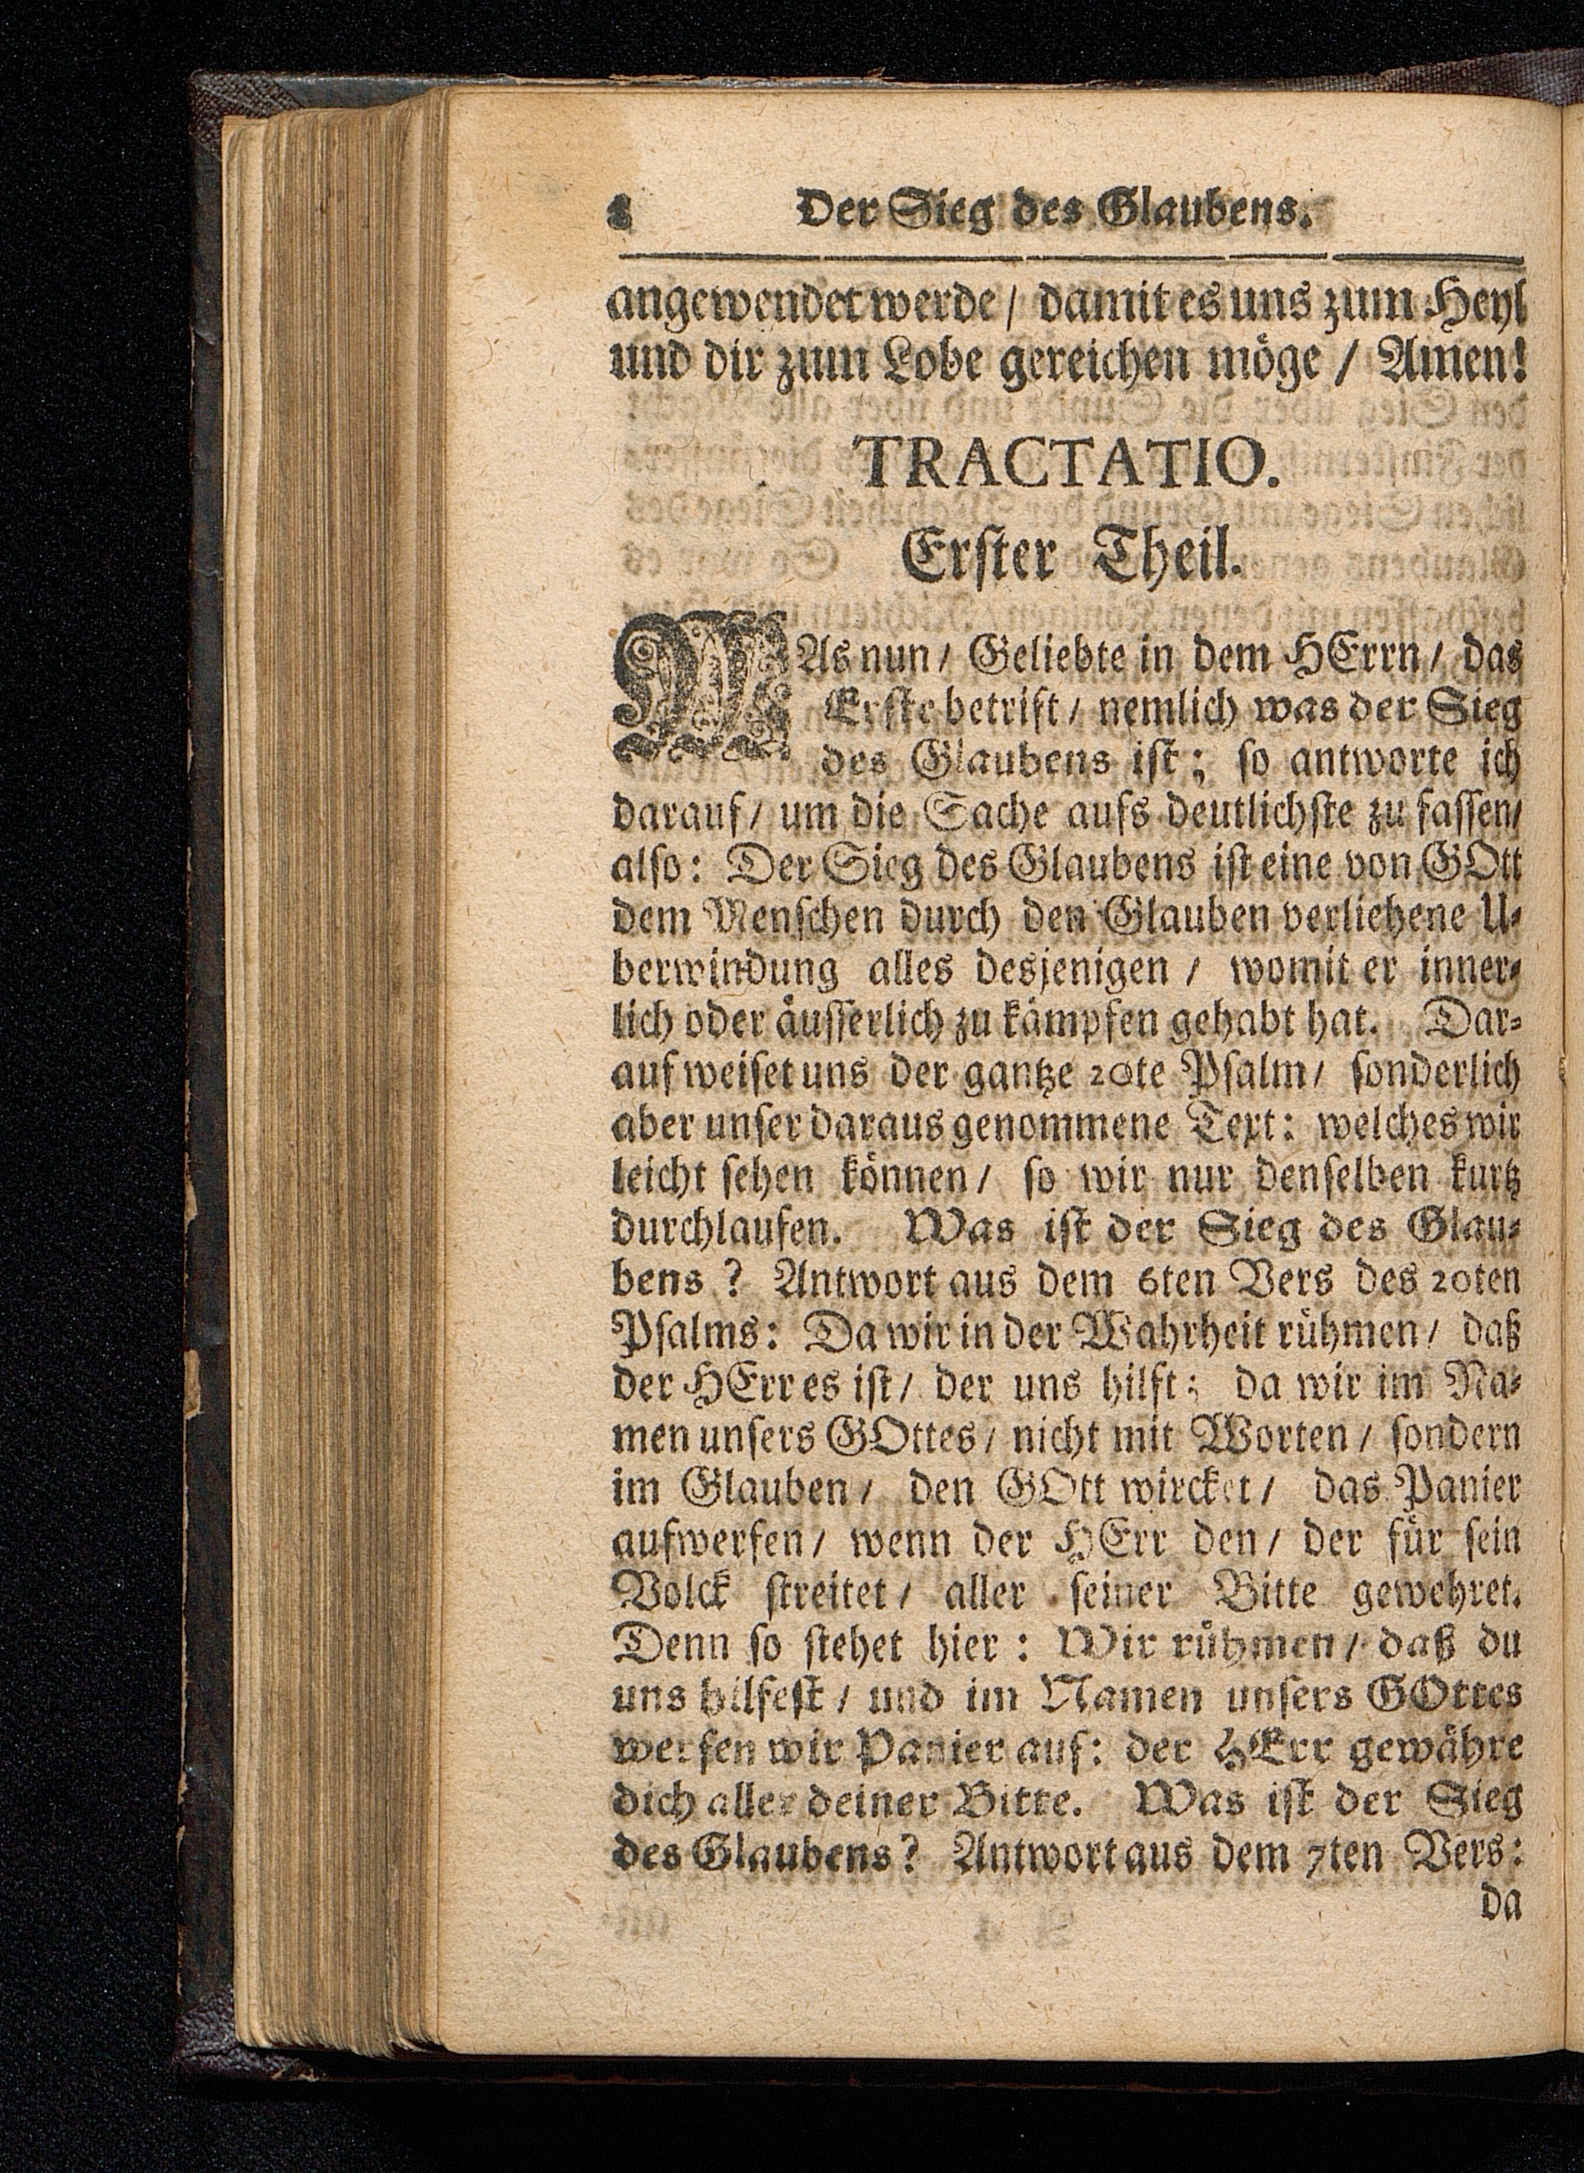 8 Der Sieg des Glaubens.
angewendet werde / damit es uns zum Heyl
und dir zum Lobe gereichen möge / Amen!
TRACTATIO.
Erster Theil.
WAs nun / Geliebte in dem HErrn / das
Erste betrift / nemlich was der Sieg
des Glaubens ist; so antworte ich
darauf / um die Sache aufs deutlichste zu fassen /
also: Der Sieg des Glaubens ist eine von GOtt
dem Menschen durch den Glauben verliehene U-
berwindung alles desjenigen / womit er inner-
lich oder äusserlich zu kämpfen gehabt hat. Dar-
auf weiset uns der gantze 20te Psalm / sonderlich
aber unser daraus genommene Text: welches wir
leicht sehen können / so wir nur denselben kurtz
durchlaufen. Was ist der Sieg des Glau-
bens? Antwort aus dem 6ten Vers des 20ten
Psalms: Da wir in der Wahrheit rühmen / daß
der HErr es ist / der uns hilft; da wir im Na-
men unsers GOttes / nicht mit Worten / sondern
im Glauben / den GOtt wircket / das Panier
aufwerfen / wenn der HErr den / der für sein
Volck streitet / aller seiner Bitte gewehret.
Denn so stehet hier: Wir rühmen / daß du
uns hilfest / und im Namen unsers GOttes
werfen wir Panier auf: der HErr gewähre
dich aller deiner Bitte. Was ist der Sieg
des Glaubens? Antwort aus dem 7ten Vers:
da